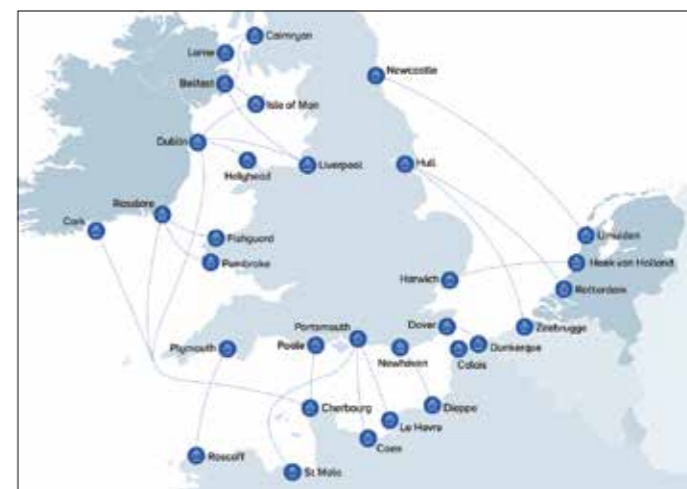 Cairnryan
Larne
Belfast
Isle of Man
Newcastle
Dublin
Holyhead
Liverpool
Hull
Rosslare
Cork
Fishguard
Pembroke
IJmuiden
Hoek van Holland
Harwich
Rotterdam
Portsmouth
Dover
Zeebrugge
Plymouth
Poole
Newhaven
Calais
Dunkerque
Cherbourg
Dieppe
Le Havre
Caen
Roscoff
St Malo